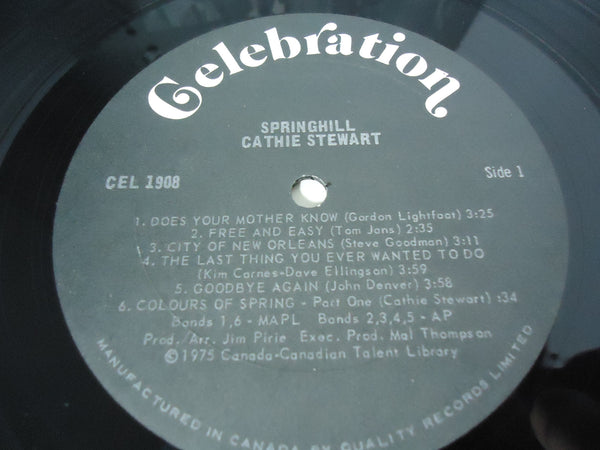 Celebration
SPRINGHILL
CATHIE STEWART
CEL 1908
Side 1
1. DOES YOUR MOTHER KNOW (Gordon Lightfoot) 3:25
2. FREE AND EASY (Tom Jans) 2:35
3. CITY OF NEW ORLEANS (Steve Goodman) 3:11
4. THE LAST THING YOU EVER WANTED TO DO
(Kim Carnes-Dave Ellingson) 3:59
5. GOODBYE AGAIN (John Denver) 3:58
6. COLOURS OF SPRING - Part One (Cathie Stewart) :34
Bands 1,6 - MAPL Bands 2,3,4,5 - AP
Prod./Arr. Jim Pirie Exec. Prod. Mal Thompson
©1975 Canada-Canadian Talent Library
MANUFACTURED IN CANADA BY QUALITY RECORDS LIMITED